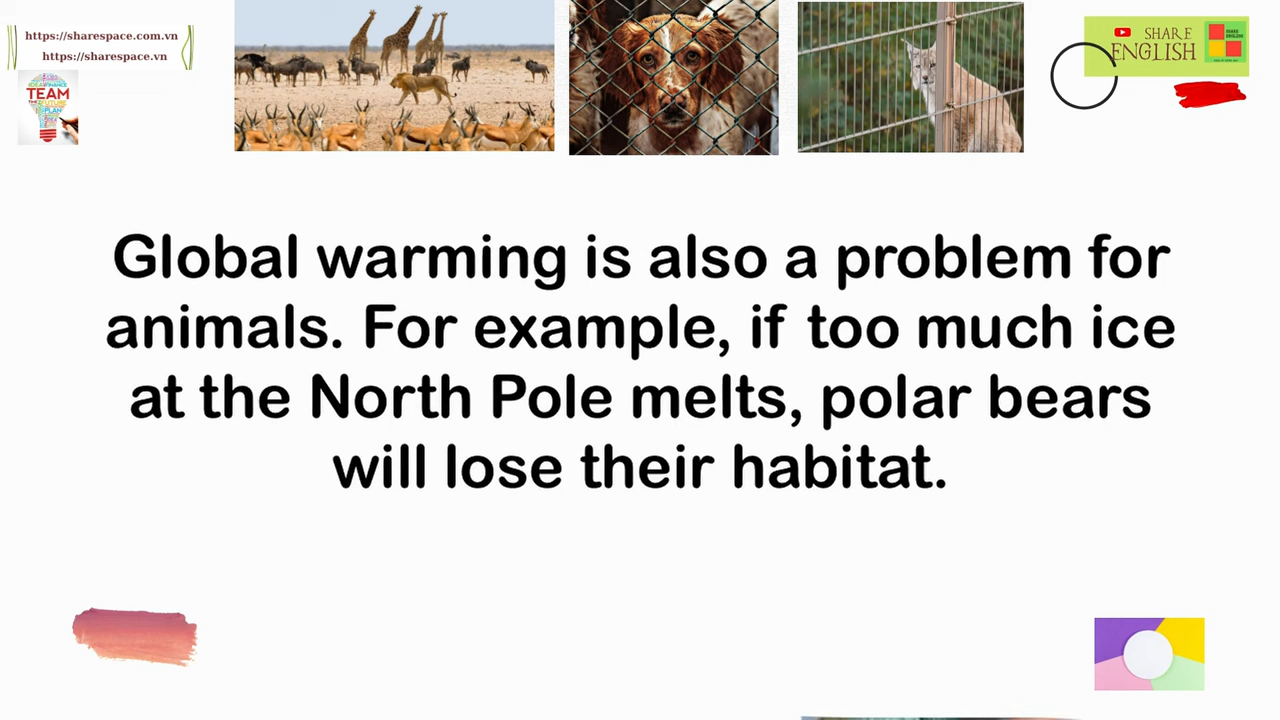 https://sharespace.com.vn
https://sharespace.vn
TEAM
SHARE
ENGLISH
Global warming is also a problem for
animals. For example, if too much ice
at the North Pole melts, polar bears
will lose their habitat.